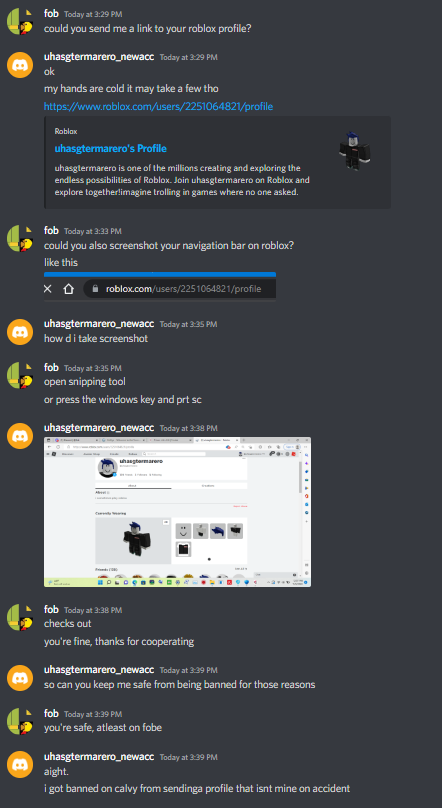 fob Today at 3:29 PM
could you send me a link to your roblox profile?
uhasgtermarero_newacc Today at 3:29 PM
ok
my hands are cold it may take a few tho
https://www.roblox.com/users/2251064821/profile
Roblox
uhasgtermarero's Profile
uhasgtermarero is one of the millions creating and exploring the
endless possibilities of Roblox. Join uhasgtermarero on Roblox and
explore together!imagine trolling in games where no one asked.
fob Today at 3:33 PM
could you also screenshot your navigation bar on roblox?
like this
roblox.com/users/2251064821/profile
uhasgtermarero_newacc Today at 3:35 PM
how d i take screenshot
fob Today at 3:35 PM
open snipping tool
or press the windows key and prt sc
uhasgtermarero_newacc Today at 3:38 PM
uhasgtermarero
About
Currently Wearing
fob Today at 3:38 PM
checks out
you're fine, thanks for cooperating
uhasgtermarero_newacc Today at 3:39 PM
so can you keep me safe from being banned for those reasons
fob Today at 3:39 PM
you're safe, atleast on fobe
uhasgtermarero_newacc Today at 3:39 PM
aight.
i got banned on calvy from sendinga profile that isnt mine on accident